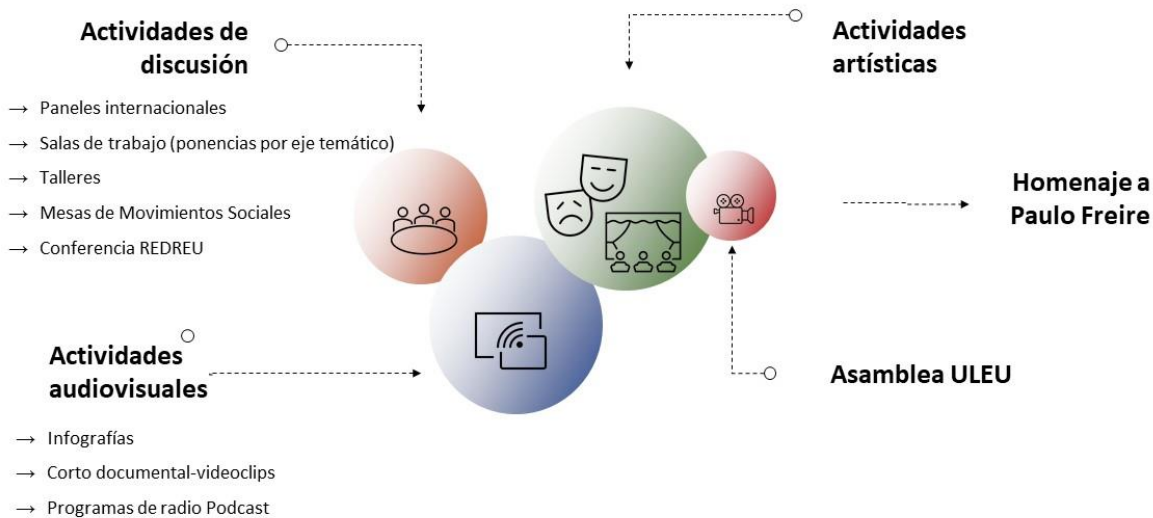 Actividades de
discusión
→ Paneles internacionales
→ Salas de trabajo (ponencias por eje temático)
→ Talleres
→ Mesas de Movimientos Sociales
→ Conferencia REDREU
Actividades
audiovisuales
→ Infografías
→ Corto documental-videoclips
→ Programas de radio Podcast
Actividades
artísticas
Homenaje a
Paulo Freire
Asamblea ULEU